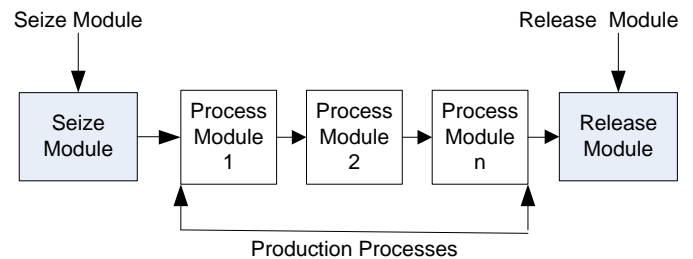 Seize Module
Release Module
Seize
Module
Process
Module
1
Process
Module
2
Process
Module
n
Release
Module
Production Processes